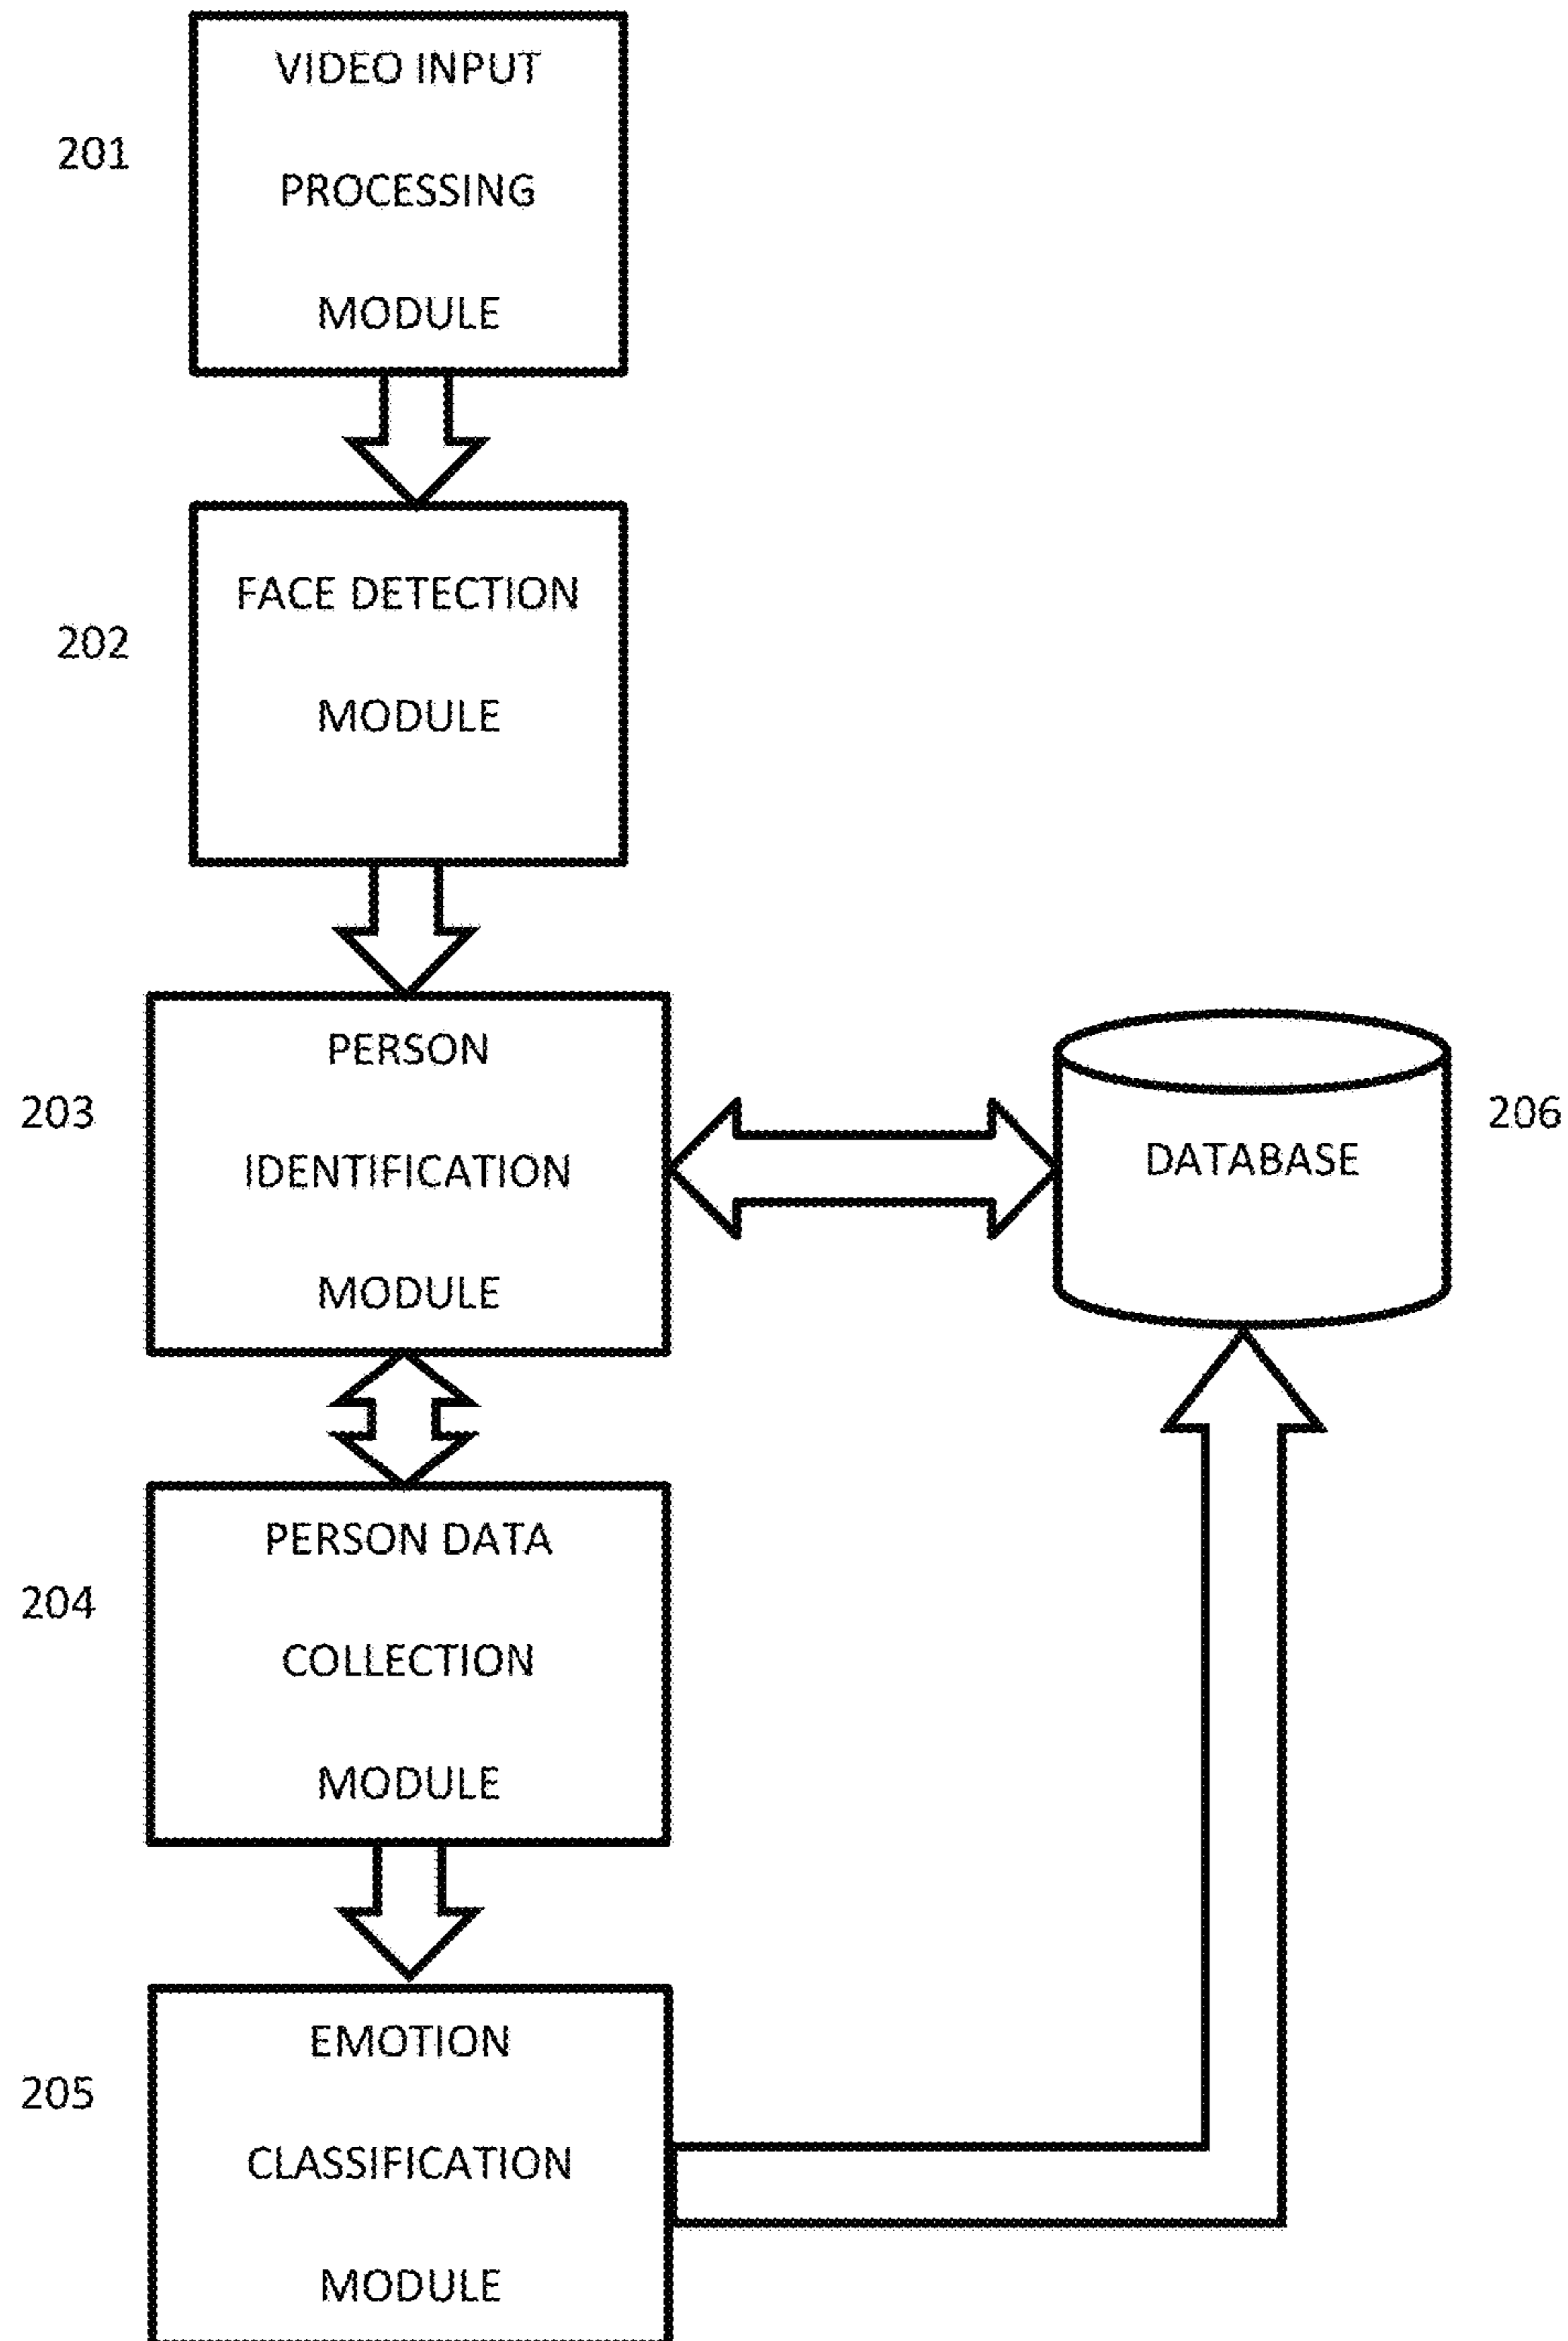 VIDEO INPUT
201
PROCESSING
MODULE
FACE DETECTION
202
MODULE
PERSON
203
IDENTIFICATION
MODULE
DATABASE
206
PERSON DATA
204
COLLECTION
MODULE
EMOTION
205
CLASSIFICATION
MODULE